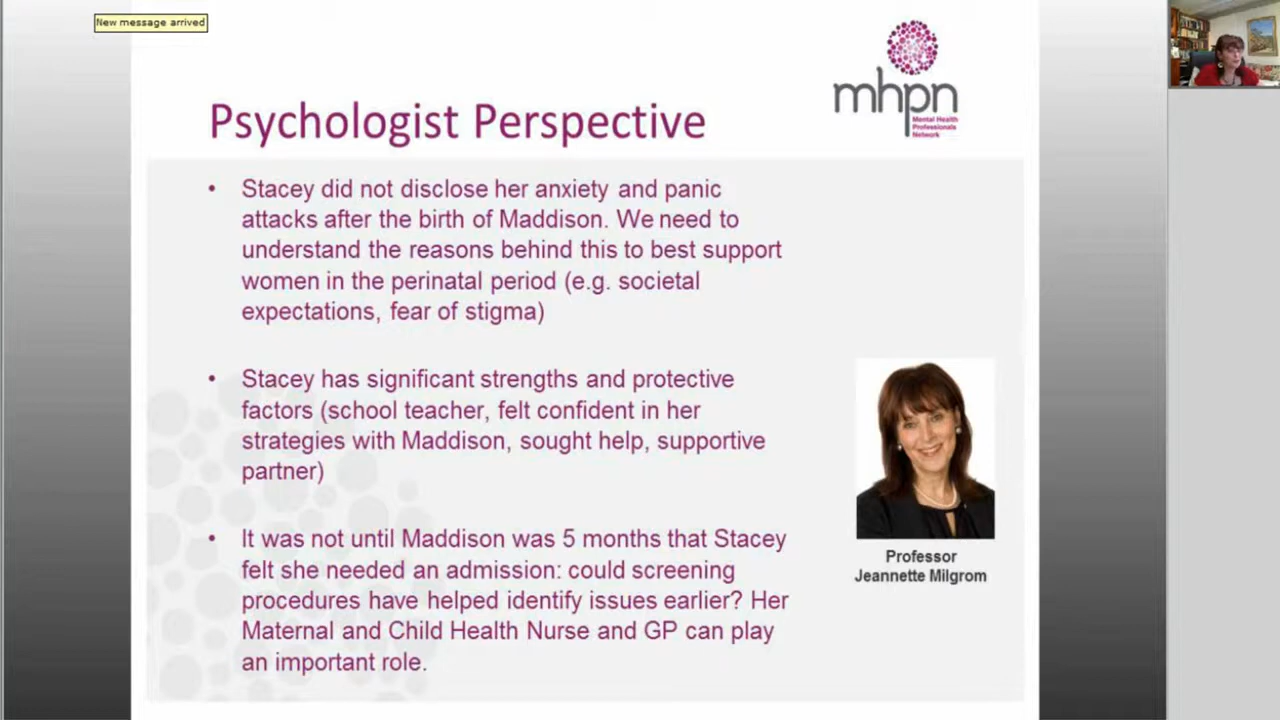 New message arrived
mhpn
Mental Health
Professionals
Network
Psychologist Perspective
• Stacey did not disclose her anxiety and panic
attacks after the birth of Maddison. We need to
understand the reasons behind this to best support
women in the perinatal period (e.g. societal
expectations, fear of stigma)
• Stacey has significant strengths and protective
factors (school teacher, felt confident in her
strategies with Maddison, sought help, supportive
partner)
• It was not until Maddison was 5 months that Stacey
felt she needed an admission: could screening
procedures have helped identify issues earlier? Her
Maternal and Child Health Nurse and GP can play
an important role.
Professor
Jeannette Milgrom